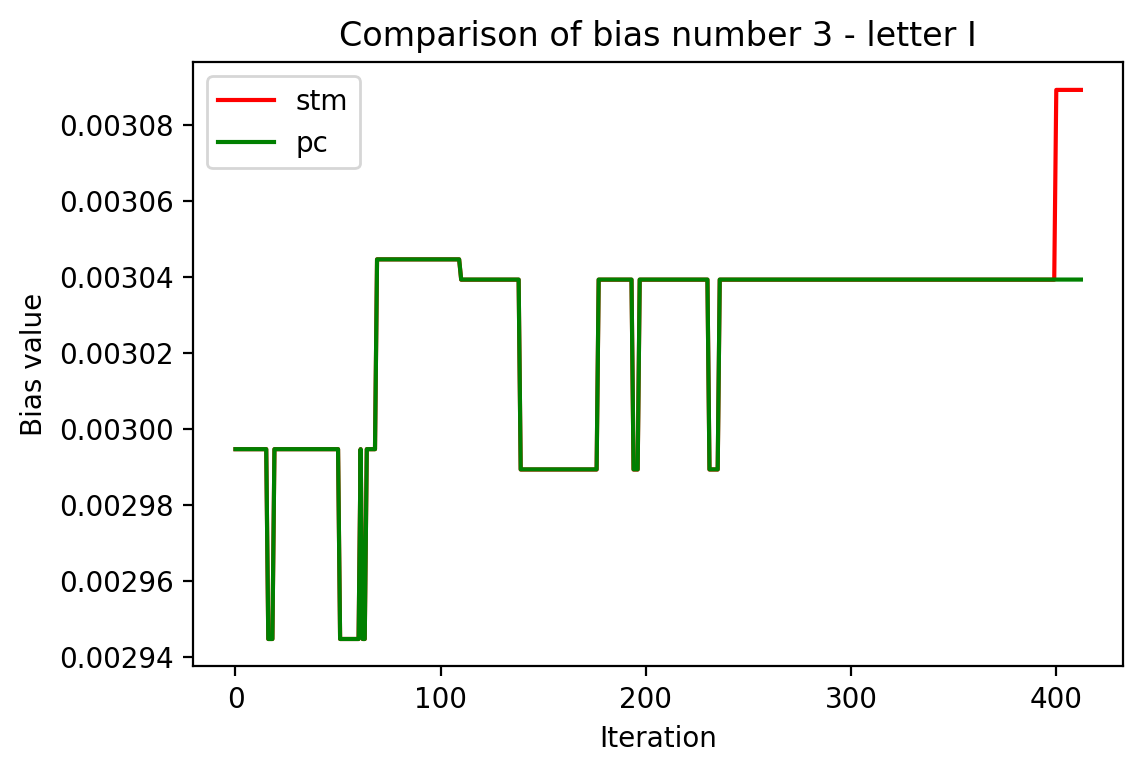 Comparison of bias number 3 - letter I
stm
pc
0.00308
0.00306
0.00304
0.00302
0.00300
0.00298
0.00296
0.00294
Bias value
0 100 200 300 400
Iteration